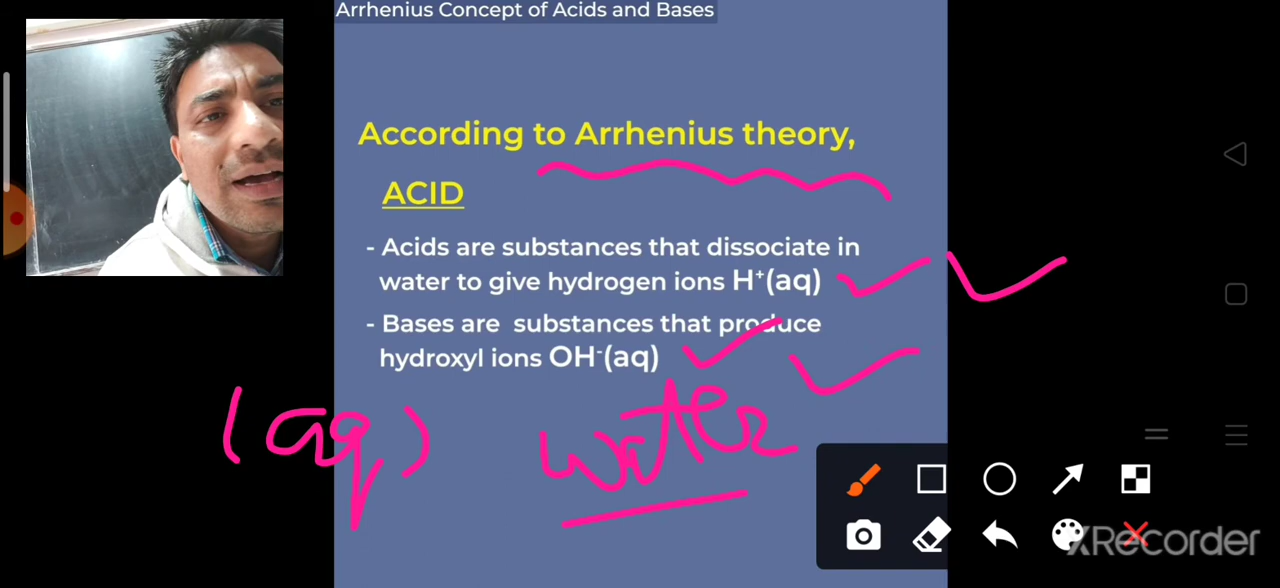 Arrhenius Concept of Acids and Bases
According to Arrhenius theory,
ACID
- Acids are substances that dissociate in
water to give hydrogen ions H⁺(aq)
- Bases are substances that produce
hydroxyl ions OH⁻(aq)
(aq) water
XRecorder